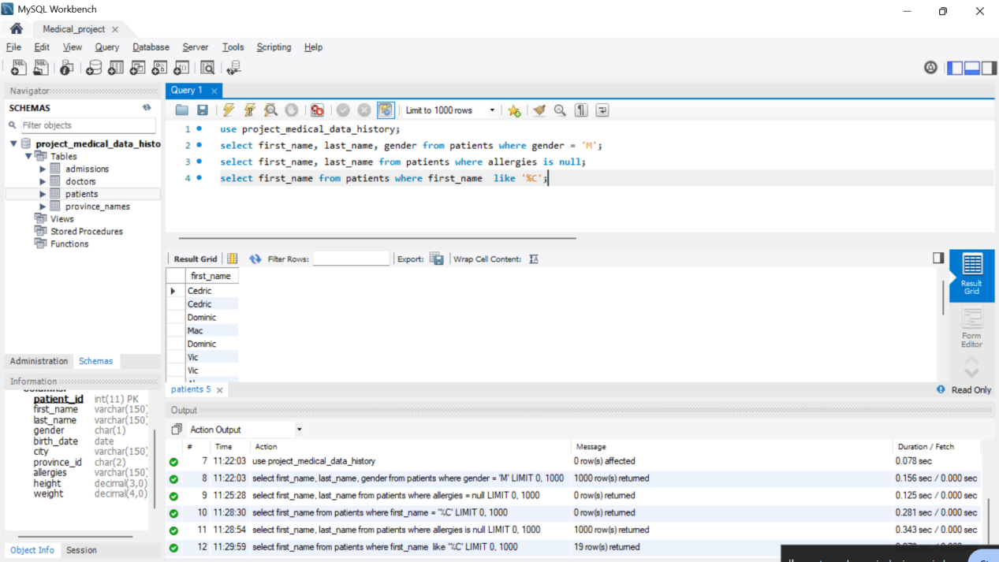 MySQL Workbench
Medical_project
File Edit View Query Database Server Tools Scripting Help
Navigator
SCHEMAS
Filter objects
project_medical_data_histo
Tables
admissions
doctors
patients
province_names
Views
Stored Procedures
Functions
Administration Schemas
Information
patient_id int(11) PK
first_name varchar(150)
last_name varchar(150)
gender char(1)
birth_date date
city varchar(150)
province_id char(2)
allergies varchar(150)
height decimal(3,0)
weight decimal(4,0)
Object Info Session
Query 1
Limit to 1000 rows
1 use project_medical_data_history;
2 select first_name, last_name, gender from patients where gender = 'M';
3 select first_name, last_name from patients where allergies is null;
4 select first_name from patients where first_name  like '%C';
Result Grid Filter Rows: Export: Wrap Cell Content:
first_name
Cedric
Cedric
Dominic
Mac
Dominic
Vic
Vic
Result Grid
Form Editor
patients 5
Read Only
Output
Action Output
# Time Action Message Duration / Fetch
7 11:22:03 use project_medical_data_history 0 row(s) affected 0.078 sec
8 11:22:03 select first_name, last_name, gender from patients where gender = 'M' LIMIT 0, 1000 1000 row(s) returned 0.156 sec / 0.000 sec
9 11:25:28 select first_name, last_name from patients where allergies = null LIMIT 0, 1000 0 row(s) returned 0.125 sec / 0.000 sec
10 11:28:30 select first_name from patients where first_name = '%C' LIMIT 0, 1000 0 row(s) returned 0.281 sec / 0.000 sec
11 11:28:54 select first_name, last_name from patients where allergies is null LIMIT 0, 1000 1000 row(s) returned 0.343 sec / 0.000 sec
12 11:29:59 select first_name from patients where first_name  like '%C' LIMIT 0, 1000 19 row(s) returned